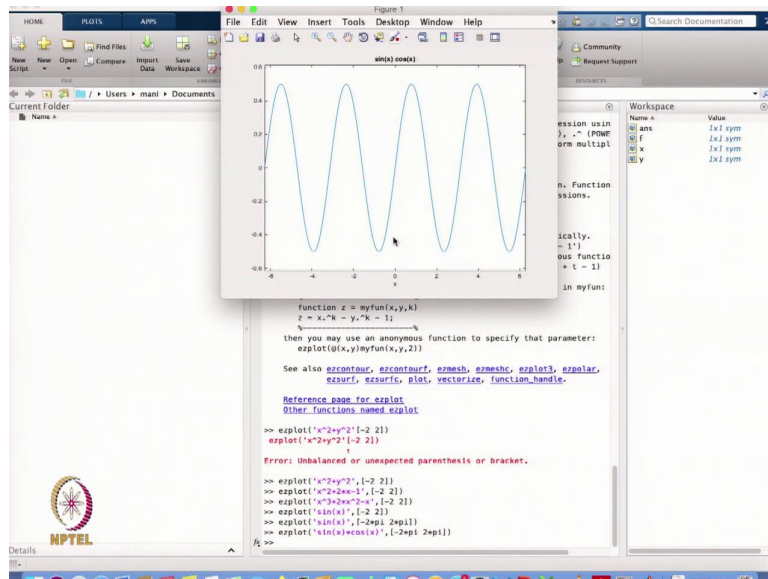 Figure 1
HOME PLOTS APPS
File Edit View Insert Tools Desktop Window Help
Search Documentation
New Script
New
Open
Find Files
Compare
Import Data
Save Workspace
FILE
Community
Request Support
RESOURCES
/ Users mani Documents
Current Folder
Name
sin(x) cos(x)
0.6
0.4
0.2
0
-0.2
-0.4
-0.6
-6 -4 -2 0 2 4 6
x
Workspace
Name Value
ans 1x1 sym
f 1x1 sym
x 1x1 sym
y 1x1 sym
ession usin
), .^ (POWE
orm multipl
n. Function
ssions.
ically.
- 1')
ous functio
+ t - 1)
in myfun:
function z = myfun(x,y,k)
z = x.^k - y.^k - 1;
then you may use an anonymous function to specify that parameter:
ezplot(@(x,y)myfun(x,y,2))
See also ezcontour, ezcontourf, ezmesh, ezmeshc, ezplot3, ezpolar,
ezsurf, ezsurfc, plot, vectorize, function_handle.
Reference page for ezplot
Other functions named ezplot
>> ezplot('x^2+y^2'[-2 2])
ezplot('x^2+y^2'[-2 2])
↑
Error: Unbalanced or unexpected parenthesis or bracket.
>> ezplot('x^2+y^2',[-2 2])
>> ezplot('x^2+2*x-1',[-2 2])
>> ezplot('x^3+2*x^2-x',[-2 2])
>> ezplot('sin(x)',[-2 2])
>> ezplot('sin(x)',[-2*pi 2*pi])
>> ezplot('sin(x)*cos(x)',[-2*pi 2*pi])
fx >>
NPTEL
Details